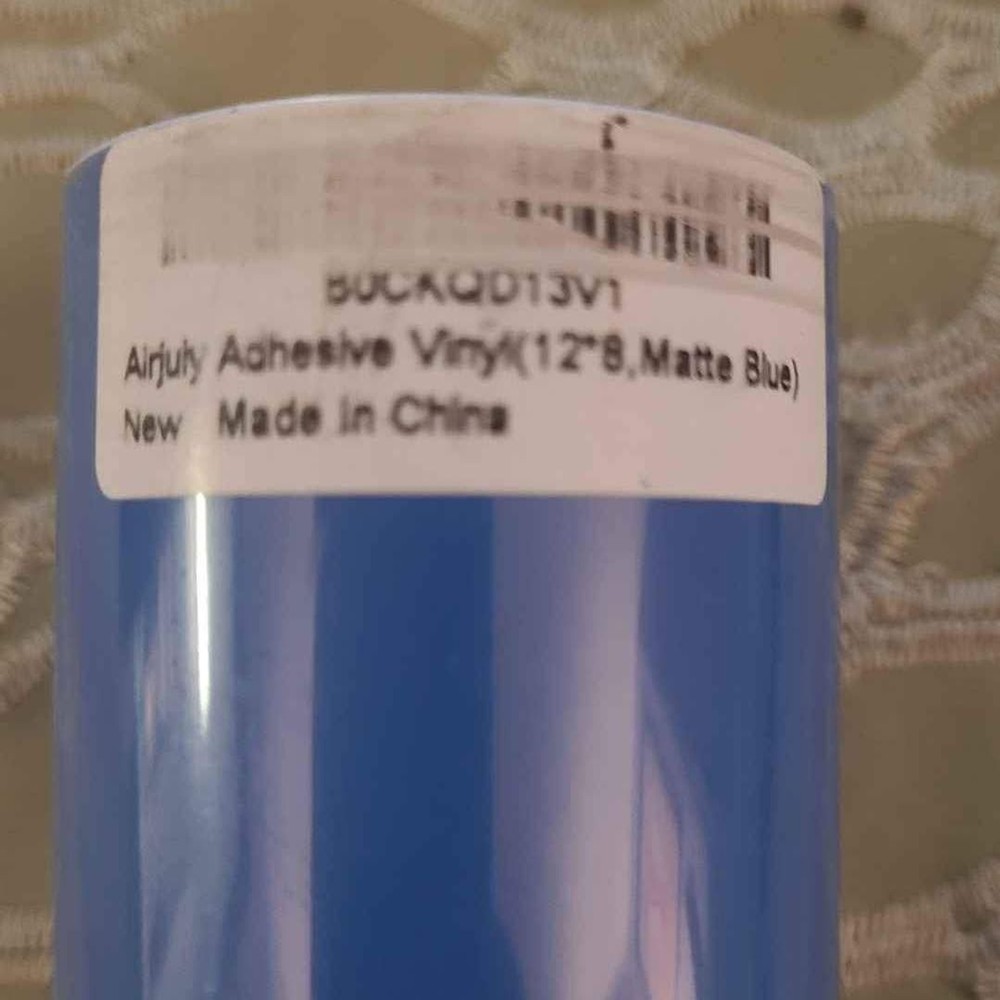 B0CKQD13V1
Airjuly Adhesive Vinyl(12*8,Matte Blue)
New Made in China